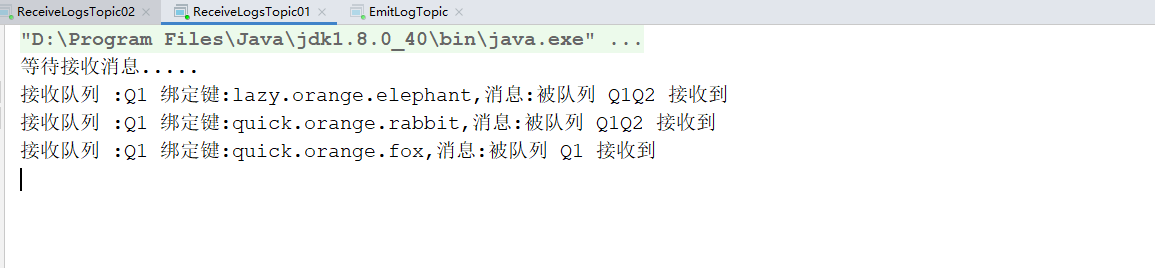 ReceiveLogsTopic02 × ReceiveLogsTopic01 × EmitLogTopic ×
"D:\Program Files\Java\jdk1.8.0_40\bin\java.exe" ...
等待接收消息.....
接收队列 :Q1 绑定键:lazy.orange.elephant,消息:被队列 Q1Q2 接收到
接收队列 :Q1 绑定键:quick.orange.rabbit,消息:被队列 Q1Q2 接收到
接收队列 :Q1 绑定键:quick.orange.fox,消息:被队列 Q1 接收到